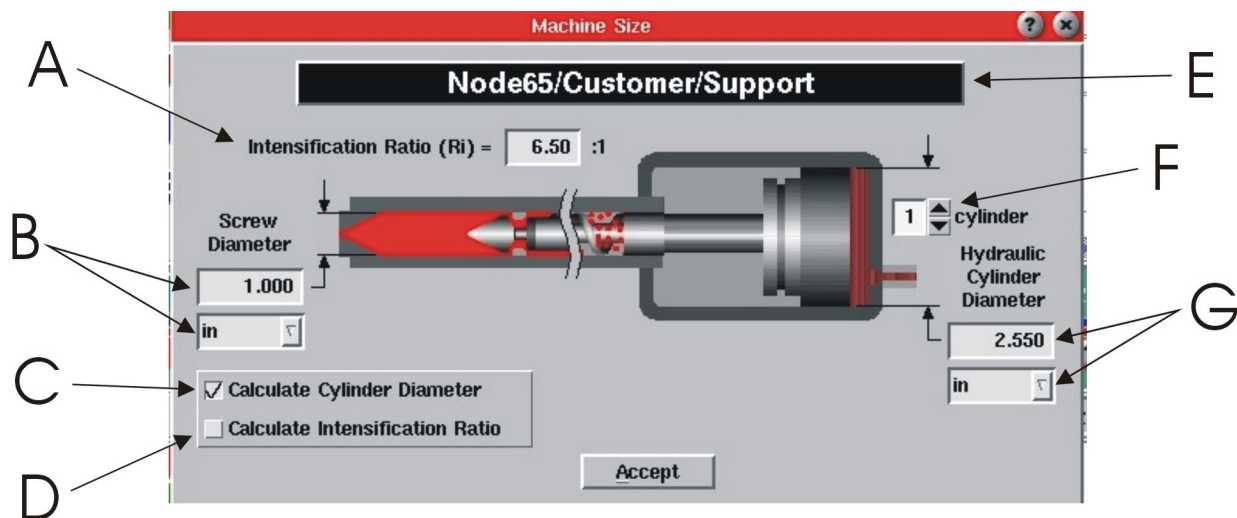 Machine Size
? x
A
Node65/Customer/Support
E
Intensification Ratio (Ri) = 6.50 :1
F
1 cylinder
Screw
Diameter
B
1.000
in
Hydraulic
Cylinder
Diameter
G
2.550
in
C
Calculate Cylinder Diameter
D
Calculate Intensification Ratio
Accept